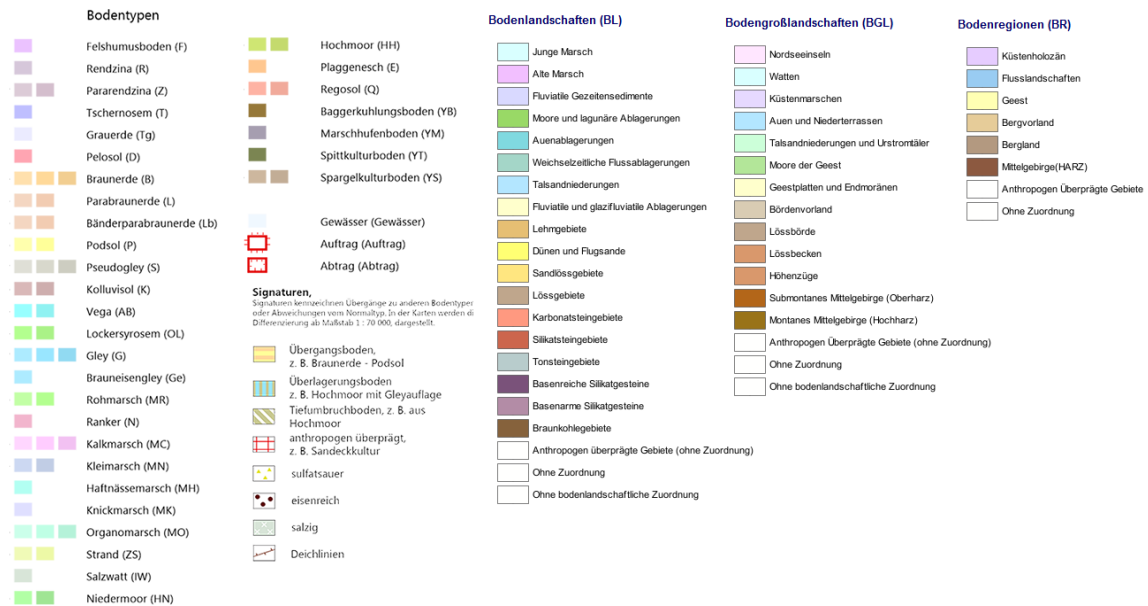 Bodentypen
Felshumusboden (F)
Rendzina (R)
Pararendzina (Z)
Tschernosem (T)
Grauerde (Tg)
Pelosol (D)
Braunerde (B)
Parabraunerde (L)
Bänderparabraunerde (Lb)
Podsol (P)
Pseudogley (S)
Kolluvisol (K)
Vega (AB)
Lockersyrosem (OL)
Gley (G)
Brauneisengley (Ge)
Rohmarsch (MR)
Ranker (N)
Kalkmarsch (MC)
Kleimarsch (MN)
Haftnässemarsch (MH)
Knickmarsch (MK)
Organomarsch (MO)
Strand (ZS)
Salzwatt (IW)
Niedermoor (HN)
Hochmoor (HH)
Plaggenesch (E)
Regosol (Q)
Baggerkuhlungsboden (YB)
Marschhufenboden (YM)
Spittkulturboden (YT)
Spargelkulturboden (YS)
Gewässer (Gewässer)
Auftrag (Auftrag)
Abtrag (Abtrag)
Signaturen,
Signaturen kennzeichnen Übergänge zu anderen Bodentypen
oder Abweichungen vom Normaltyp. In der Karten werden di
Differenzierung ab Maßstab 1 : 70 000, dargestellt.
Übergangsboden,
z. B. Braunerde - Podsol
Überlagerungsboden
z. B. Hochmoor mit Gleyauflage
Tiefumbruchboden, z. B. aus
Hochmoor
anthropogen überprägt,
z. B. Sandeckkultur
sulfatsauer
eisenreich
salzig
Deichlinien
Bodenlandschaften (BL)
Junge Marsch
Alte Marsch
Fluviatile Gezeitensedimente
Moore und lagunäre Ablagerungen
Auenablagerungen
Weichselzeitliche Flussablagerungen
Talsandniederungen
Fluviatile und glazifluviatile Ablagerungen
Lehmgebiete
Dünen und Flugsande
Sandlössgebiete
Lössgebiete
Karbonatsteingebiete
Silikatsteingebiete
Tonsteingebiete
Basenreiche Silikatgesteine
Basenarme Silikatgesteine
Braunkohlegebiete
Anthropogen überprägte Gebiete (ohne Zuordnung)
Ohne Zuordnung
Ohne bodenlandschaftliche Zuordnung
Bodengroßlandschaften (BGL)
Nordseeinseln
Watten
Küstenmarschen
Auen und Niederterrassen
Talsandniederungen und Urstromtäler
Moore der Geest
Geestplatten und Endmoränen
Bördenvorland
Lössbörde
Lössbecken
Höhenzüge
Submontanes Mittelgebirge (Oberharz)
Montanes Mittelgebirge (Hochharz)
Anthropogen Überprägte Gebiete (ohne Zuordnung)
Ohne Zuordnung
Ohne bodenlandschaftliche Zuordnung
Bodenregionen (BR)
Küstenholozän
Flusslandschaften
Geest
Bergvorland
Bergland
Mittelgebirge(HARZ)
Anthropogen Überprägte Gebiete
Ohne Zuordnung